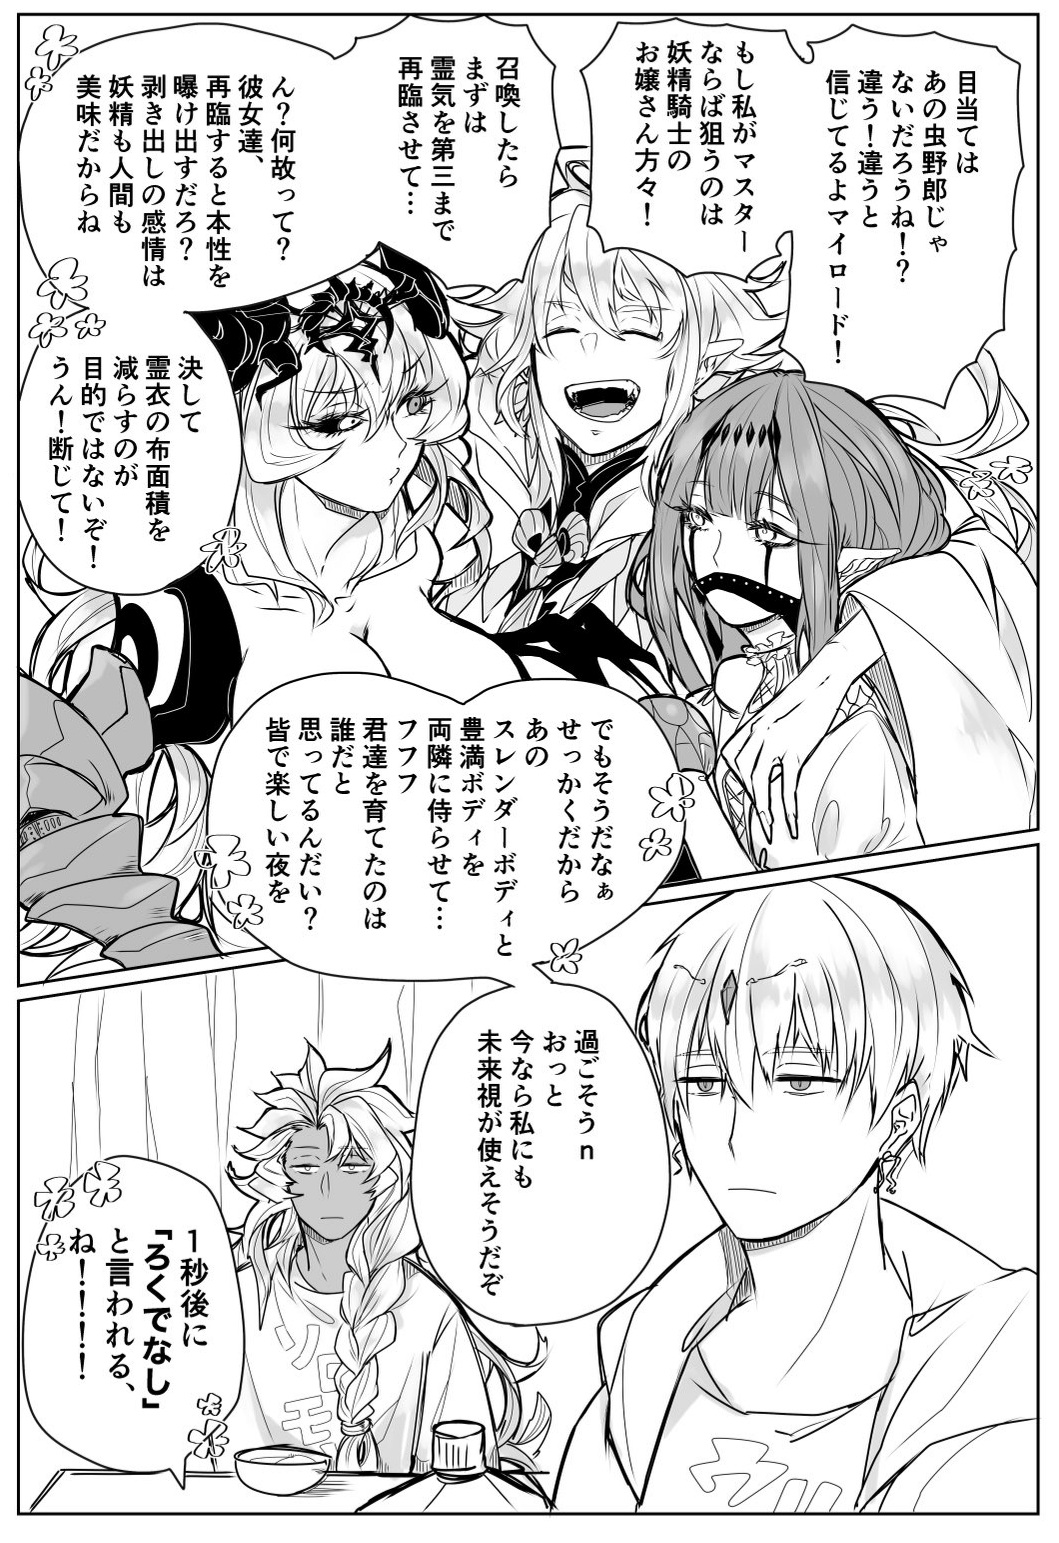 目当ては
あの虫野郎じゃ
ないだろうね！？
違う！違うと
信じてるよマイロード！
もし私がマスター
ならば狙うのは
妖精騎士の
お嬢さん方々！
召喚したら
まずは
霊気を第三まで
再臨させて…
ん？何故って？
彼女達、
再臨すると本性を
曝け出すだろ？
剥き出しの感情は
妖精も人間も
美味だからね
決して
霊衣の布面積を
減らすのが
目的ではないぞ！
うん！断じて！
でもそうだなぁ
せっかくだから
あの
スレンダーボディと
豊満ボディを
両隣に侍らせて…
フフフ
君達を育てたのは
誰だと
思ってるんだい？
皆で楽しい夜を
過ごそうn
おっと
今なら私にも
未来視が使えそうだぞ
1秒後に
「ろくでなし」
と言われる、
ね！！！！
ソロモ
ウル